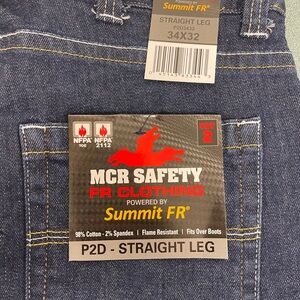 Summit FR®
STRAIGHT LEG
34X32
NFPA
NFPA
2112
MCR SAFETY
FR CLOTHING
POWERED BY
Summit FR®
98% Cotton - 2% Spandex | Flame Resistant | Fits Over Boots
P2D - STRAIGHT LEG